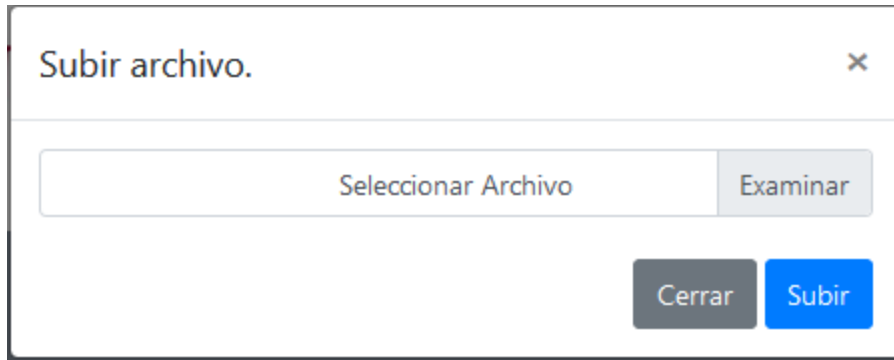 Subir archivo.
×
Seleccionar Archivo
Examinar
Cerrar
Subir